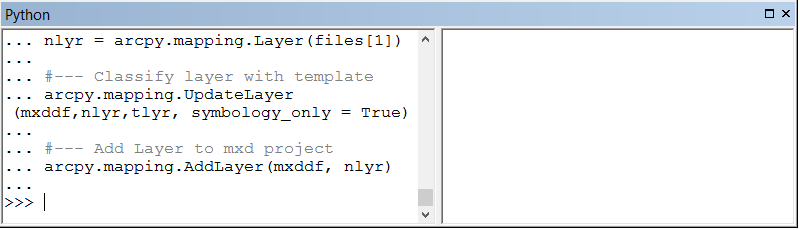 Python
... nlyr = arcpy.mapping.Layer(files[1])
...
... #--- Classify layer with template
... arcpy.mapping.UpdateLayer
(mxddf,nlyr,tlyr, symbology_only = True)
...
... #--- Add Layer to mxd project
... arcpy.mapping.AddLayer(mxddf, nlyr)
...
>>>